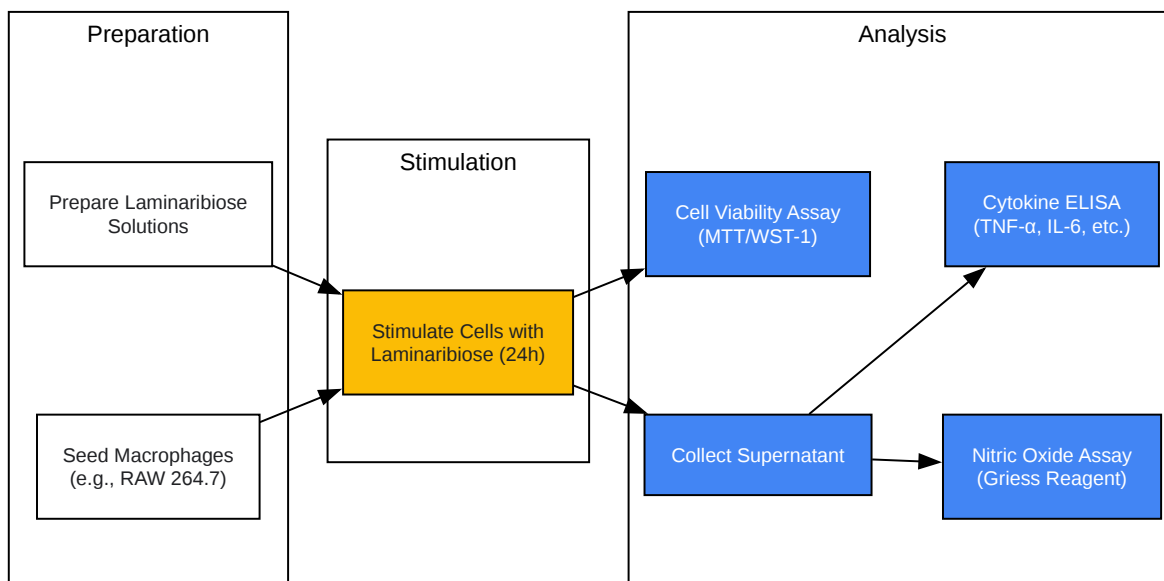 Preparation
Prepare Laminaribiose
Solutions
Seed Macrophages
(e.g., RAW 264.7)
Stimulation
Stimulate Cells with
Laminaribiose (24h)
Analysis
Cell Viability Assay
(MTT/WST-1)
Cytokine ELISA
(TNF-α, IL-6, etc.)
Collect Supernatant
Nitric Oxide Assay
(Griess Reagent)